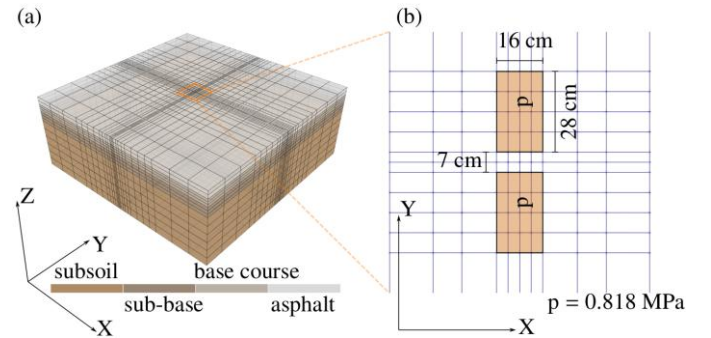 (a)
Z
Y
X
subsoil
base course
sub-base
asphalt
(b)
16 cm
p
28 cm
7 cm
p
Y
X
p = 0.818 MPa